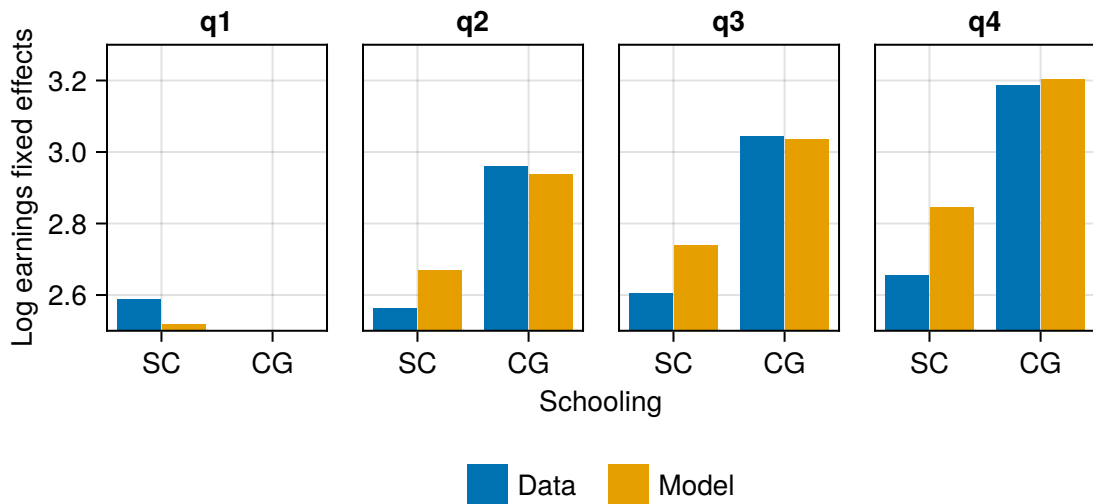 q1 q2 q3 q4
Log earnings fixed effects
3.2
3.0
2.8
2.6
SC CG SC CG SC CG SC CG
Schooling
Data Model